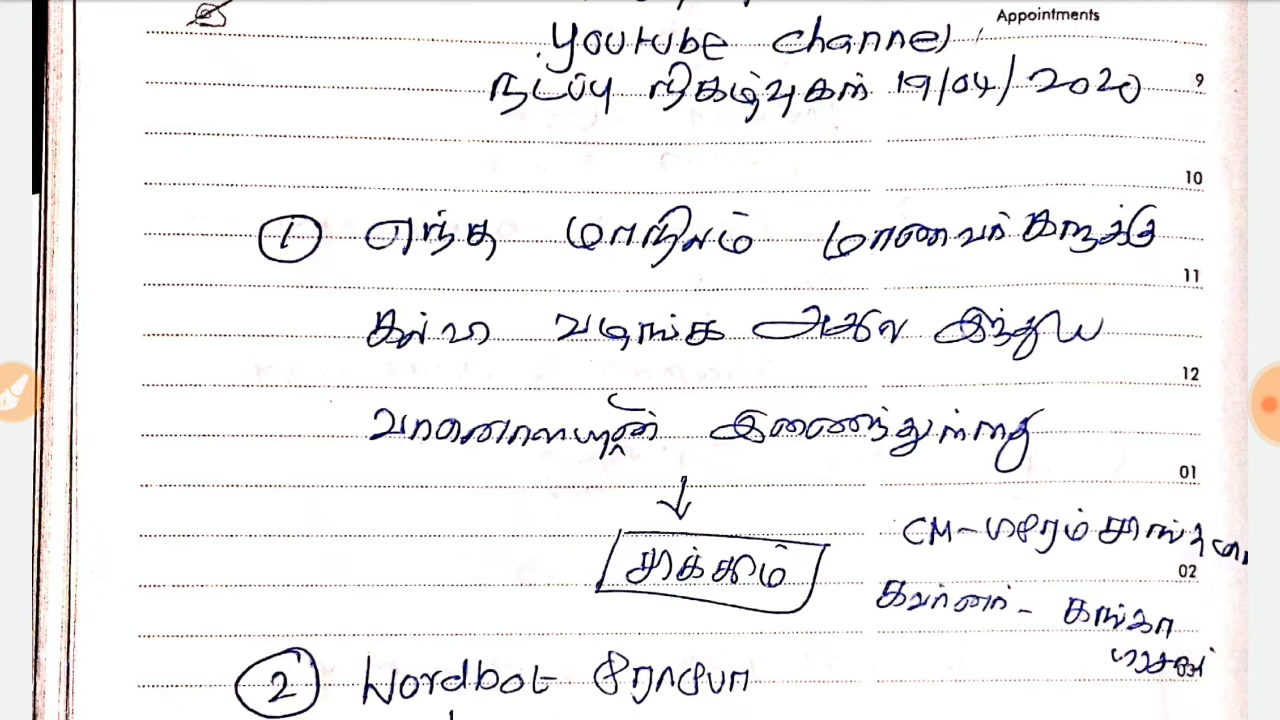 Appointments
Youtube channel
நடப்பு நிகழ்வுகள் 19/04/2020
9
10
① எந்த மாநிலம் மாணவர்களுக்கு
11
கல்வி வழங்க அகில இந்திய
12
வானொலியுடன் இணைந்துள்ளது
01
↓
CM - பிரேம் சிங்
சிக்கிம்
02
கவர்னர் - கங்கா
பிரசாத்
03
② Wordbot ரோபோ